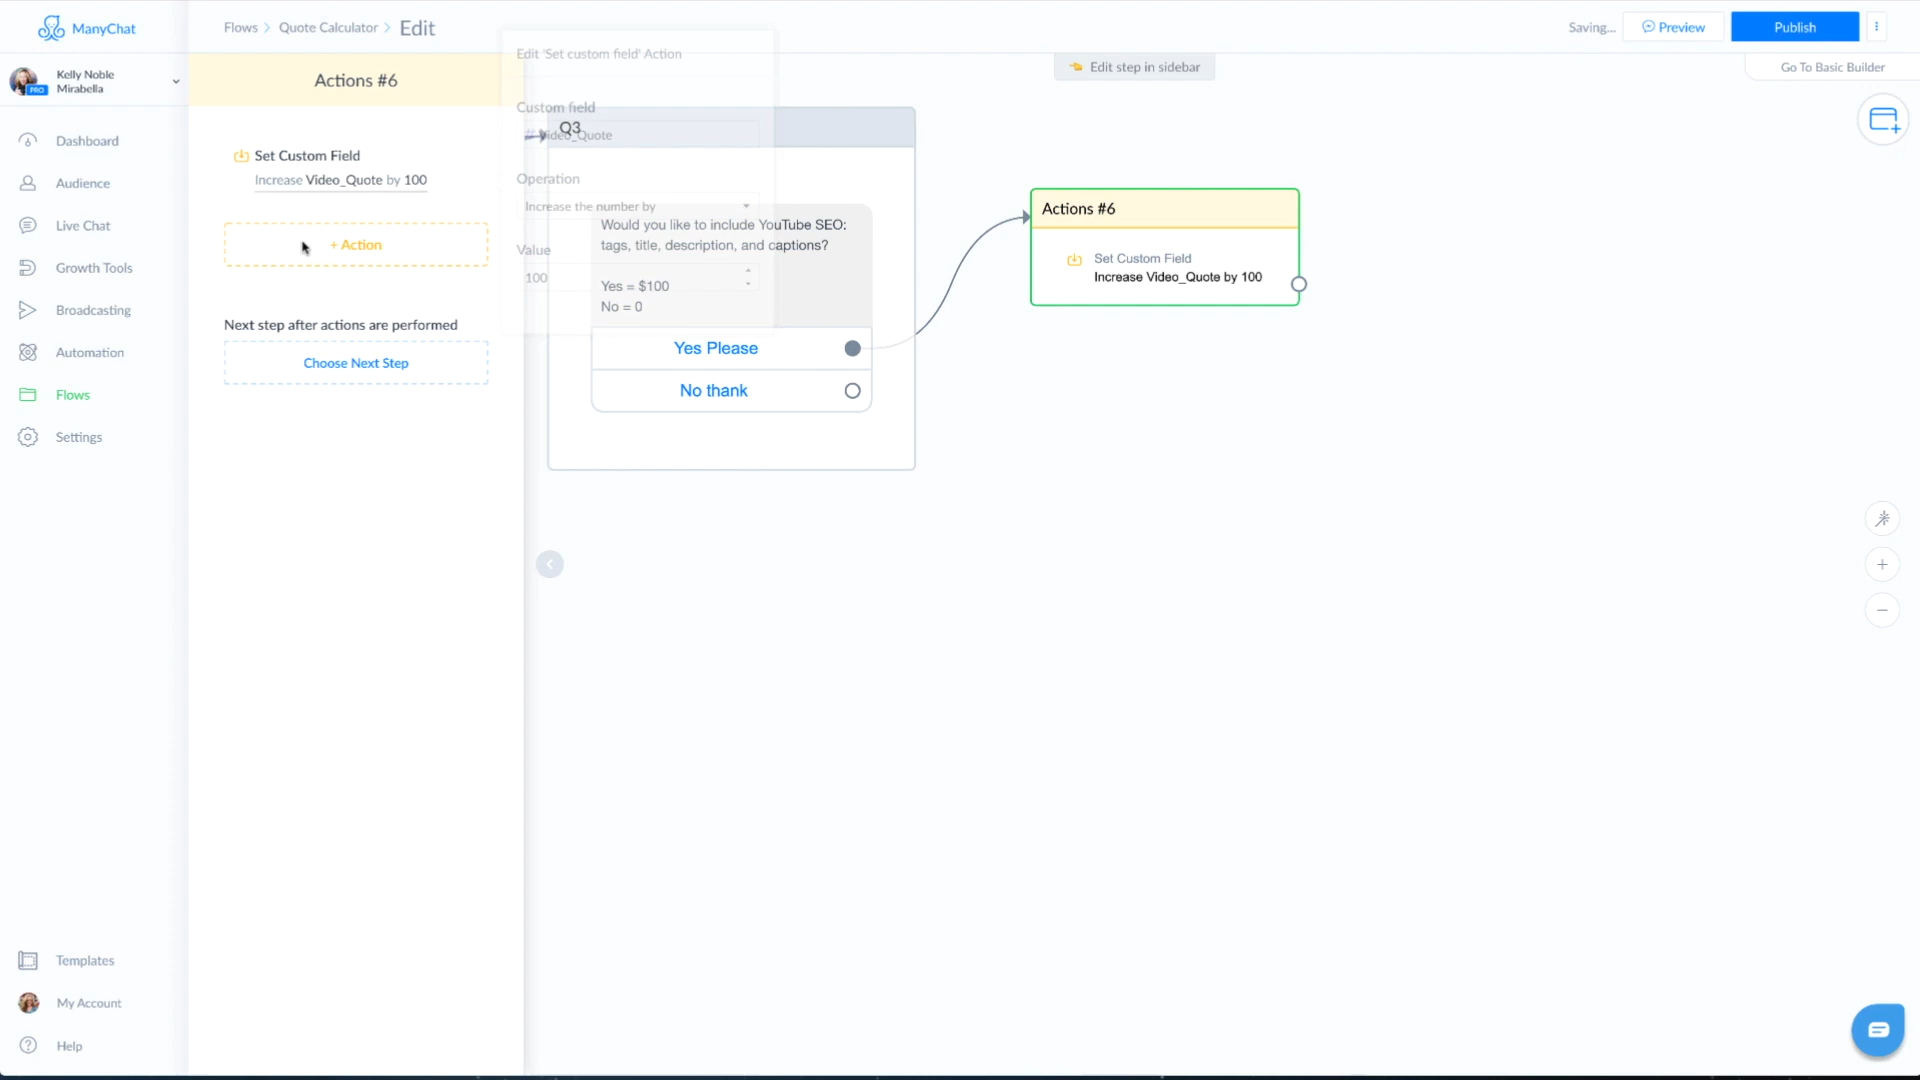 ManyChat
Flows > Quote Calculator > Edit
Saving...
Preview
Publish
Kelly Noble
Mirabella
PRO
Dashboard
Audience
Live Chat
Growth Tools
Broadcasting
Automation
Flows
Settings
Templates
My Account
Help
Actions #6
Set Custom Field
Increase Video_Quote by 100
+ Action
Next step after actions are performed
Choose Next Step
Edit 'Set custom field' Action
Custom field
# Video_Quote
Operation
Increase the number by
Value
100
Q3
Would you like to include YouTube SEO:
tags, title, description, and captions?
Yes = $100
No = 0
Yes Please
No thank
Edit step in sidebar
Go To Basic Builder
Actions #6
Set Custom Field
Increase Video_Quote by 100